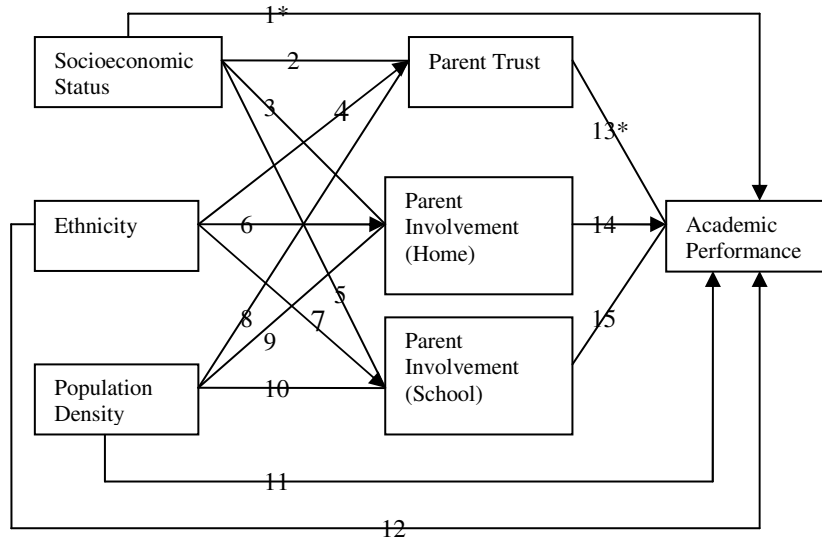 1*
Socioeconomic
Status
2
Parent Trust
3
4
13*
Ethnicity
6
Parent
Involvement
(Home)
14
Academic
Performance
5
8
7
9
15
Parent
Involvement
(School)
Population
Density
10
11
12